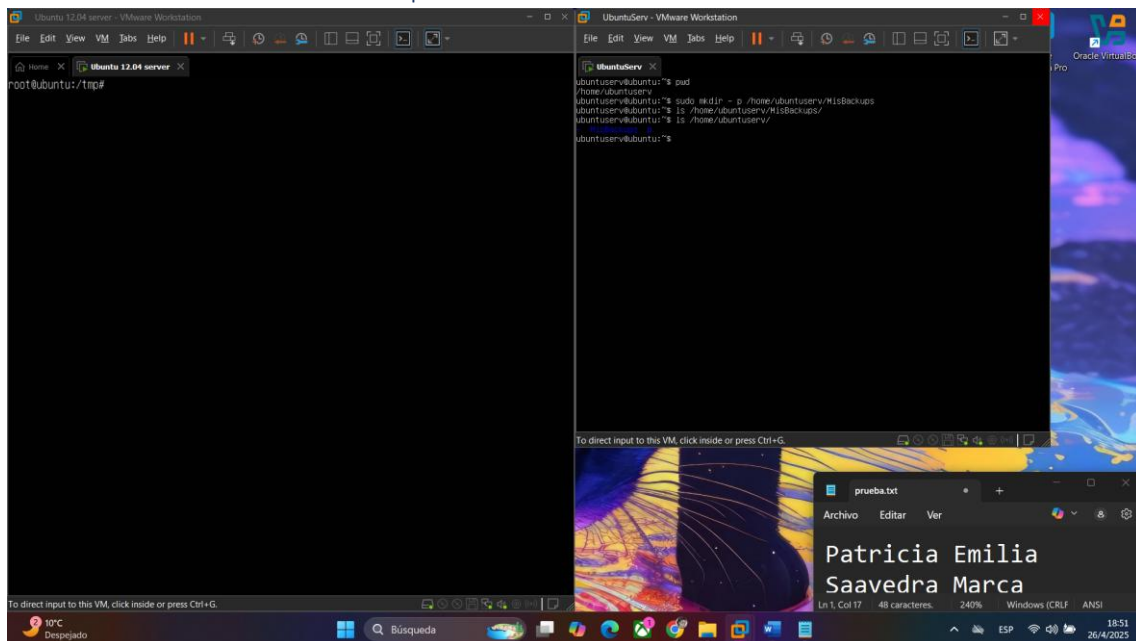 Ubuntu 12.04 server - VMware Workstation
File Edit View VM Tabs Help
Home
Ubuntu 12.04 server
root@ubuntu:/tmp#
To direct input to this VM, click inside or press Ctrl+G.
UbuntuServ - VMware Workstation
File Edit View VM Tabs Help
UbuntuServ
ubuntuserv@ubuntu:~$ pwd
/home/ubuntuserv
ubuntuserv@ubuntu:~$ sudo mkdir - p /home/ubuntuserv/MisBackups
ubuntuserv@ubuntu:~$ ls /home/ubuntuserv/MisBackups/
ubuntuserv@ubuntu:~$ ls /home/ubuntuserv/
- MisBackups p
ubuntuserv@ubuntu:~$
To direct input to this VM, click inside or press Ctrl+G.
Oracle VirtualBo
Pro
prueba.txt
Archivo Editar Ver
Patricia Emilia
Saavedra Marca
Ln 1, Col 17 48 caracteres. 240% Windows (CRLF ANSI
2
10°C
Despejado
Búsqueda
ESP
18:51
26/4/2025